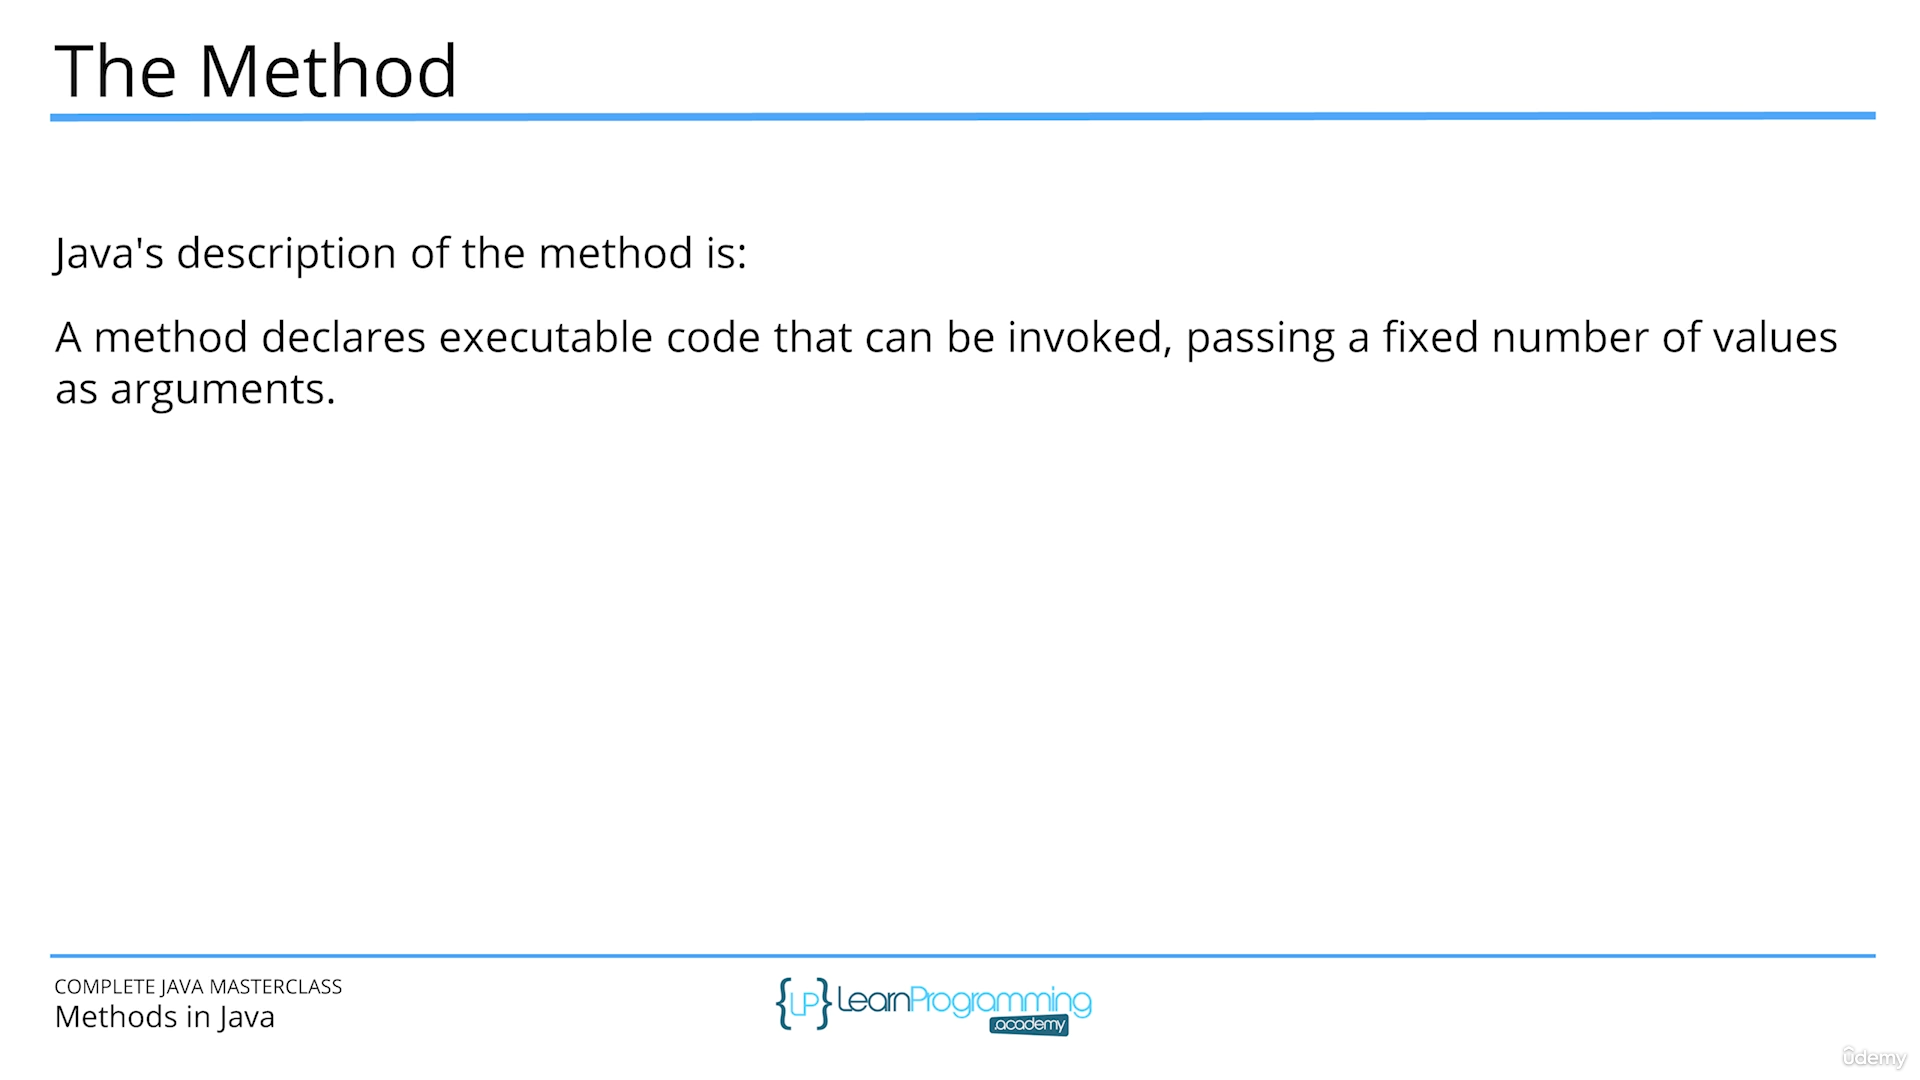 The Method
Java's description of the method is:
A method declares executable code that can be invoked, passing a fixed number of values
as arguments.
COMPLETE JAVA MASTERCLASS
Methods in Java
{LP} LearnProgramming
.academy
ûdemy